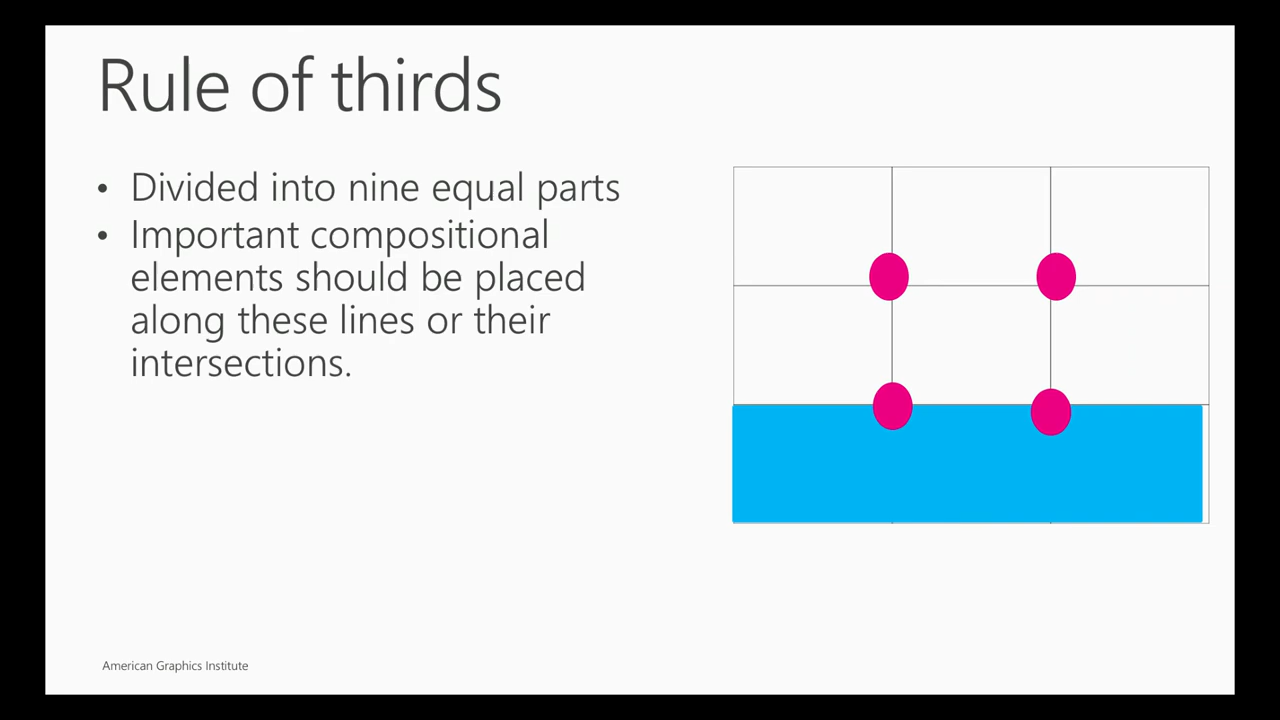 Rule of thirds
• Divided into nine equal parts
• Important compositional
elements should be placed
along these lines or their
intersections.
American Graphics Institute